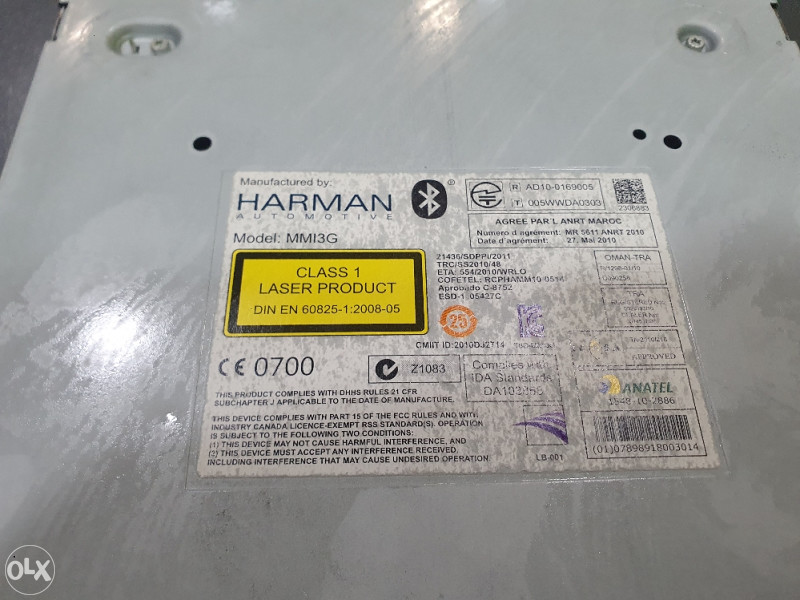 Manufactured by:
HARMAN
AUTOMOTIVE
Model: MMI3G
CLASS 1
LASER PRODUCT
DIN EN 60825-1:2008-05
CE 0700
THIS PRODUCT COMPLIES WITH DHHS RULES 21 CFR
SUBCHAPTER J APPLICABLE TO THE DATE OF MANUFACTURE.
THIS DEVICE COMPLIES WITH PART 15 OF THE FCC RULES AND WITH
INDUSTRY CANADA LICENCE-EXEMPT RSS STANDARD(S). OPERATION
IS SUBJECT TO THE FOLLOWING TWO CONDITIONS:
(1) THIS DEVICE MAY NOT CAUSE HARMFUL INTERFERENCE, AND
(2) THIS DEVICE MUST ACCEPT ANY INTERFERENCE RECEIVED,
INCLUDING INTERFERENCE THAT MAY CAUSE UNDESIRED OPERATION
®
R AD10-0169005
T 005WWDA0303
2306883
AGREE PAR L ANRT MAROC
Numero d agrément: MR 5611 ANRT 2010
Date d'agrément: 27. Mai 2010
21436/SDPPI/2011
TRC/SS2010/48
ETA: 554/2010/WRLO
COFETEL: RCPHAMM10-0514
Aprobado C-8752
ESD-1, 05427C
OMAN-TRA
TRA
25
CMIIT ID:2010DJ2714
Z1083
Complies with
IDA Standards
APPROVED
ANATEL
1548-10-2886
(01)07898918003014
LB-001
OLX